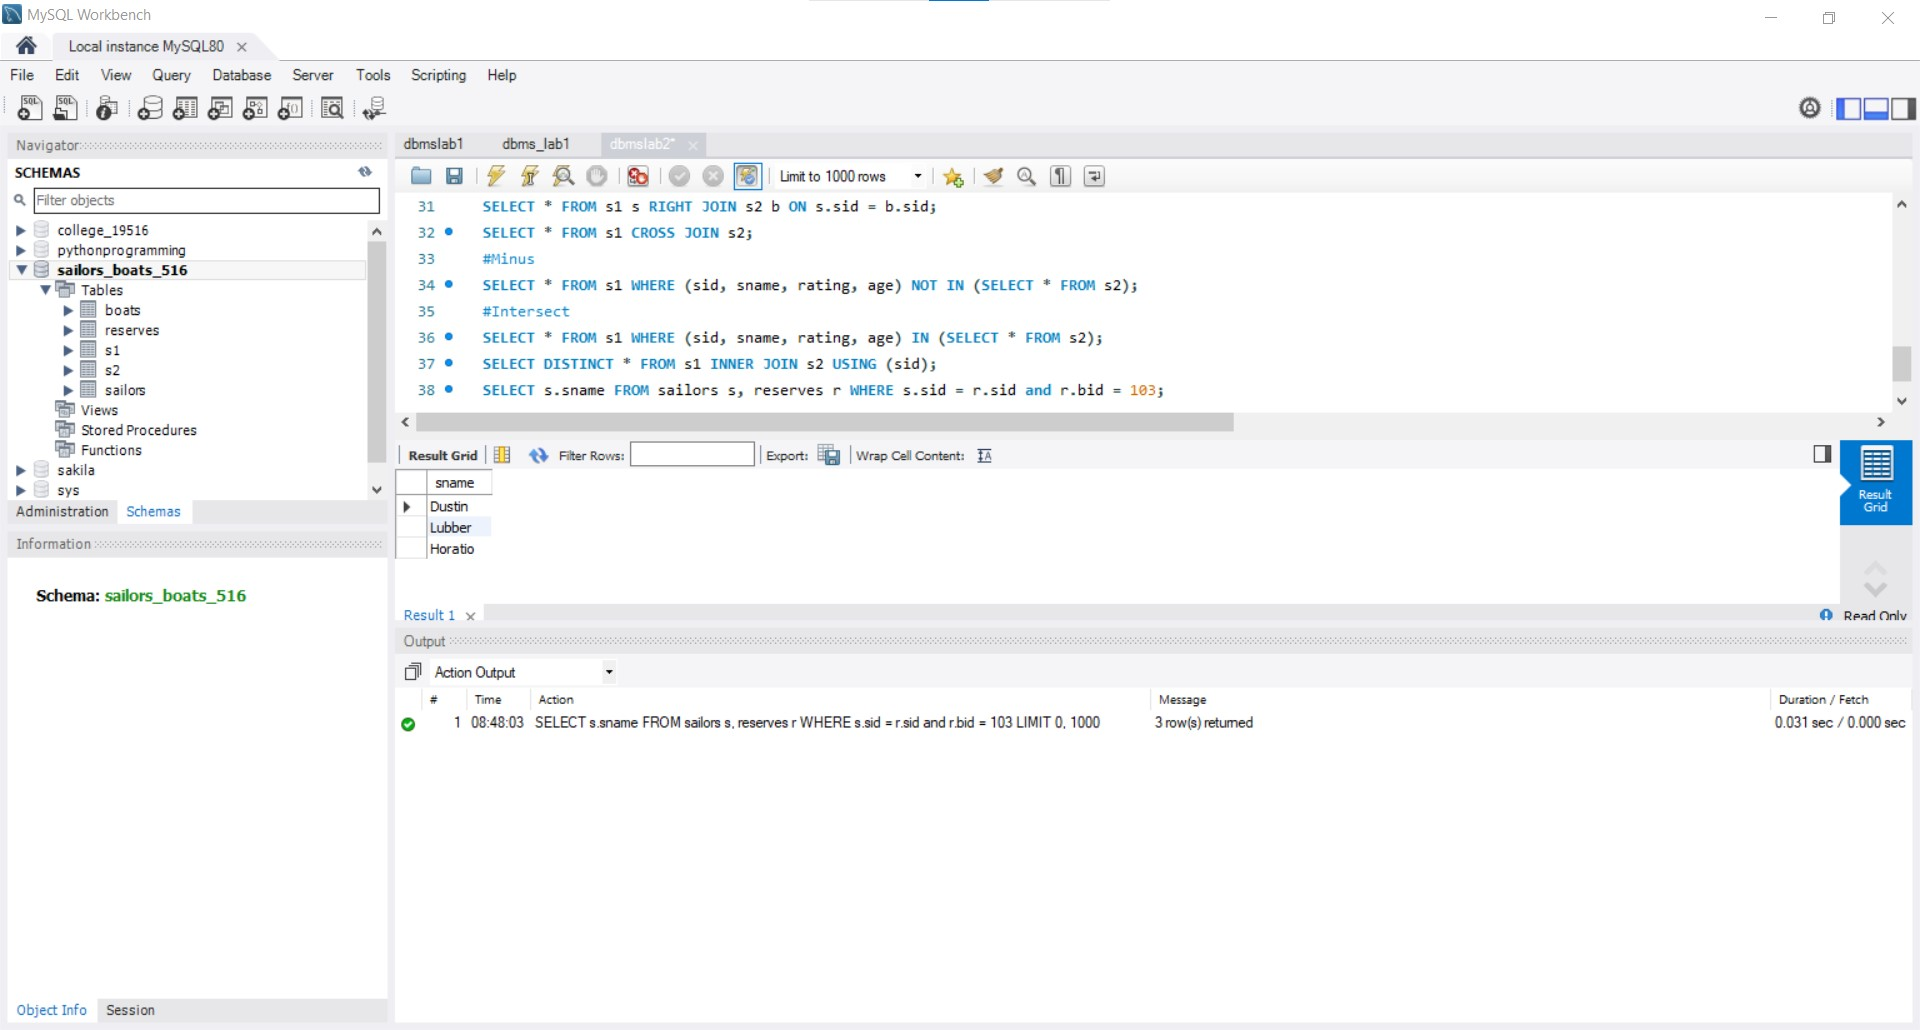 MySQL Workbench
Local instance MySQL80
File Edit View Query Database Server Tools Scripting Help
Navigator
SCHEMAS
Filter objects
college_19516
pythonprogramming
sailors_boats_516
Tables
boats
reserves
s1
s2
sailors
Views
Stored Procedures
Functions
sakila
sys
Administration Schemas
Information
Schema: sailors_boats_516
Object Info Session
dbmslab1 dbms_lab1 dbmslab2*
Limit to 1000 rows
31 SELECT * FROM s1 s RIGHT JOIN s2 b ON s.sid = b.sid;
32 SELECT * FROM s1 CROSS JOIN s2;
33 #Minus
34 SELECT * FROM s1 WHERE (sid, sname, rating, age) NOT IN (SELECT * FROM s2);
35 #Intersect
36 SELECT * FROM s1 WHERE (sid, sname, rating, age) IN (SELECT * FROM s2);
37 SELECT DISTINCT * FROM s1 INNER JOIN s2 USING (sid);
38 SELECT s.sname FROM sailors s, reserves r WHERE s.sid = r.sid and r.bid = 103;
Result Grid Filter Rows: Export: Wrap Cell Content:
sname
Dustin
Lubber
Horatio
Result
Grid
Result 1
Read Only
Output
Action Output
# Time Action Message Duration / Fetch
1 08:48:03 SELECT s.sname FROM sailors s, reserves r WHERE s.sid = r.sid and r.bid = 103 LIMIT 0, 1000 3 row(s) returned 0.031 sec / 0.000 sec